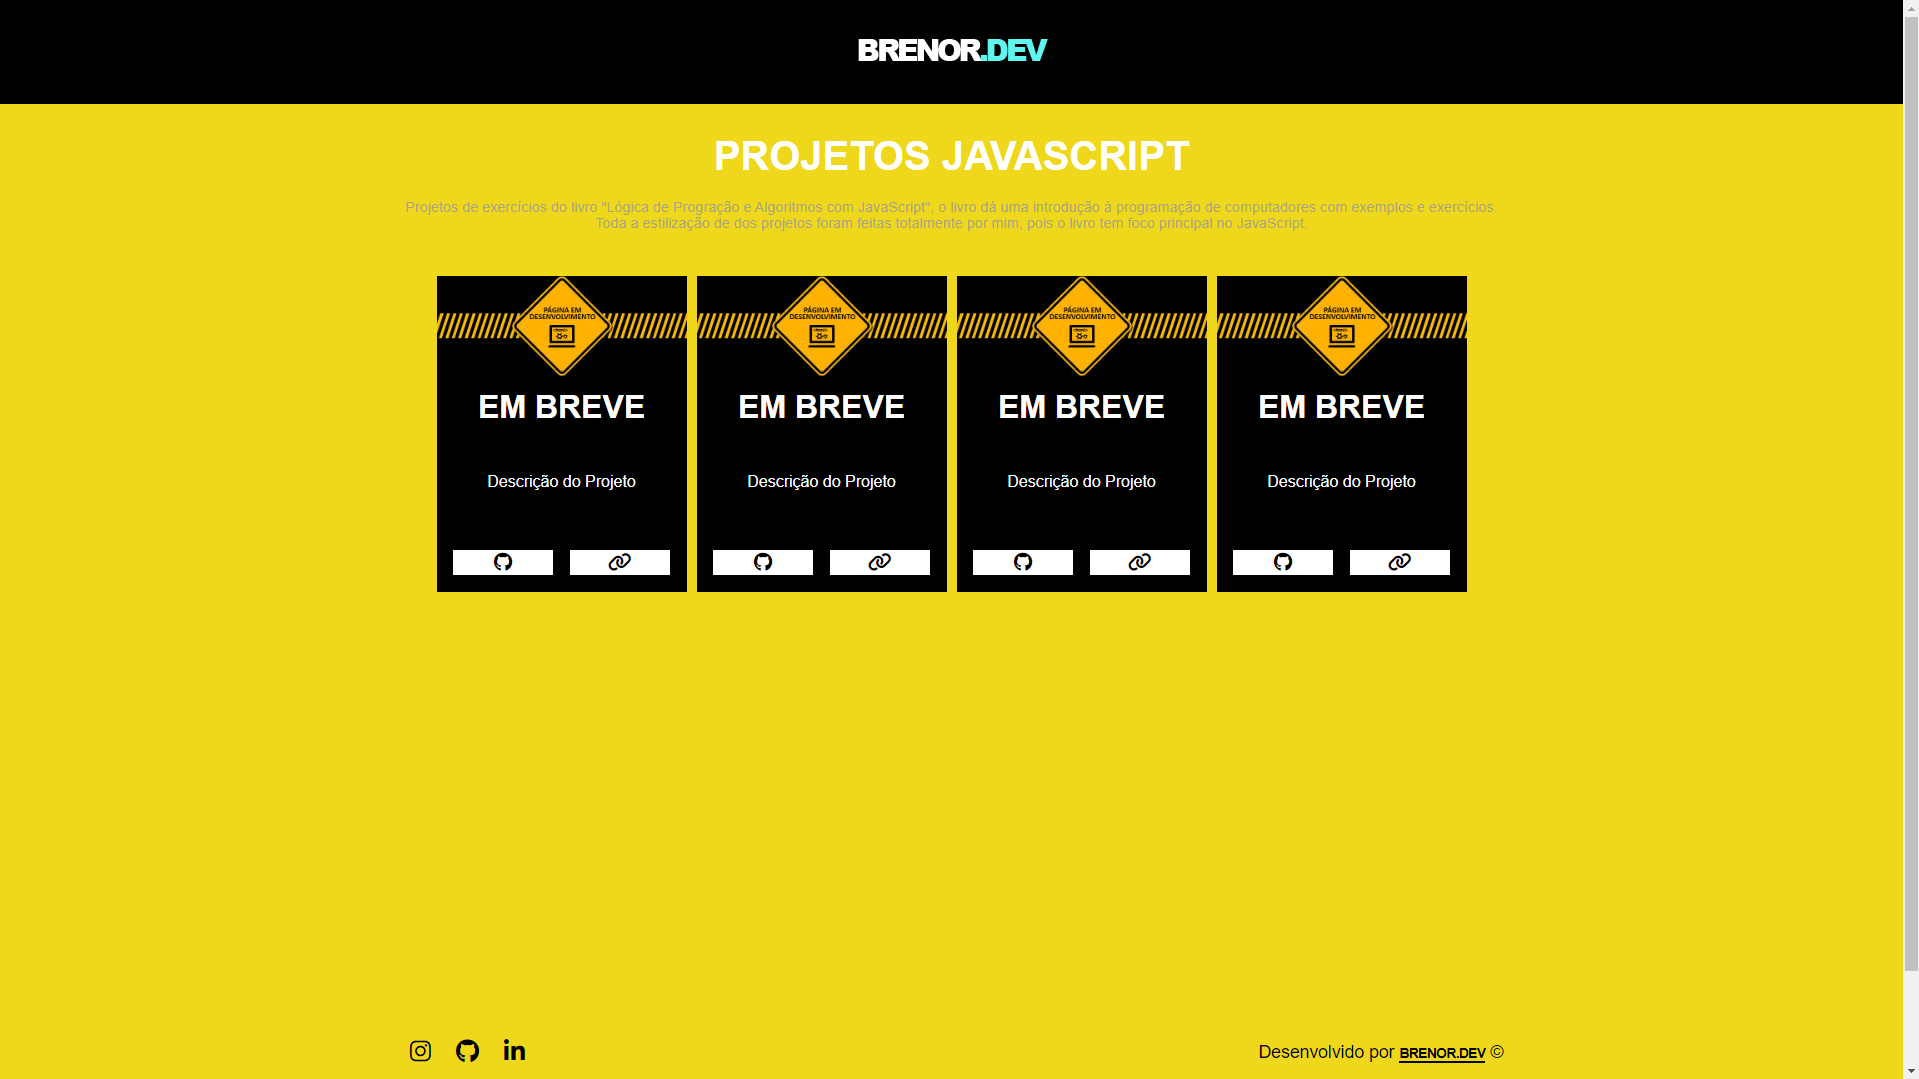 BRENOR.DEV
PROJETOS JAVASCRIPT
Projetos de exercícios do livro "Lógica de Progração e Algoritmos com JavaScript", o livro dá uma introdução à programação de computadores com exemplos e exercícios.
Toda a estilização de dos projetos foram feitas totalmente por mim, pois o livro tem foco principal no JavaScript.
PÁGINA EM
DESENVOLVIMENTO
EM BREVE
Descrição do Projeto
PÁGINA EM
DESENVOLVIMENTO
EM BREVE
Descrição do Projeto
PÁGINA EM
DESENVOLVIMENTO
EM BREVE
Descrição do Projeto
PÁGINA EM
DESENVOLVIMENTO
EM BREVE
Descrição do Projeto
Desenvolvido por BRENOR.DEV ©